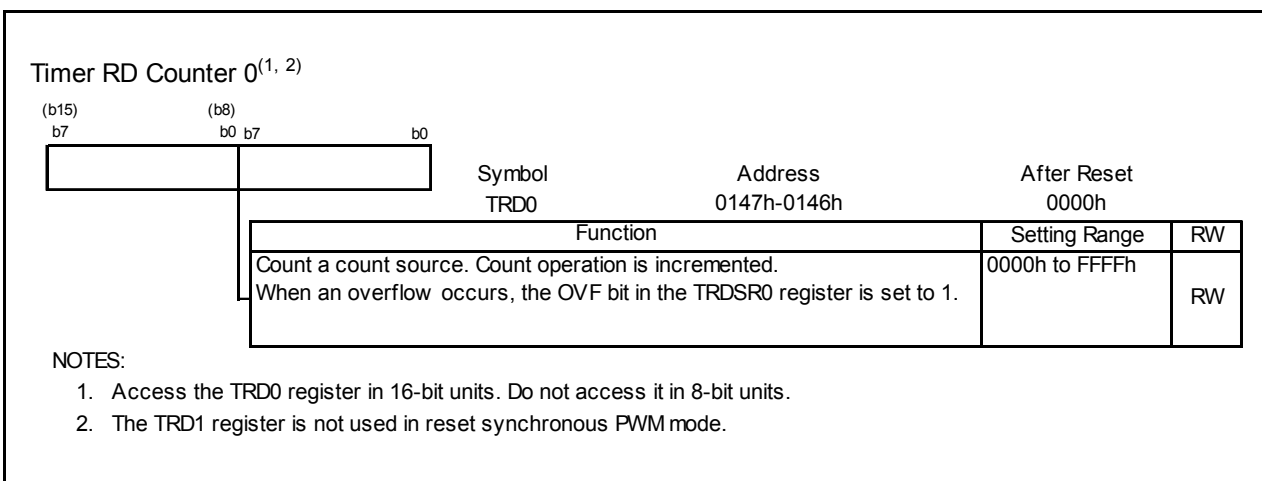 Timer RD Counter 0(1, 2)
(b15) (b8)
b7 b0 b7 b0
Symbol Address After Reset
TRD0 0147h-0146h 0000h
Function Setting Range RW
Count a count source. Count operation is incremented. 0000h to FFFFh
When an overflow occurs, the OVF bit in the TRDSR0 register is set to 1. RW
NOTES:
1. Access the TRD0 register in 16-bit units. Do not access it in 8-bit units.
2. The TRD1 register is not used in reset synchronous PWM mode.